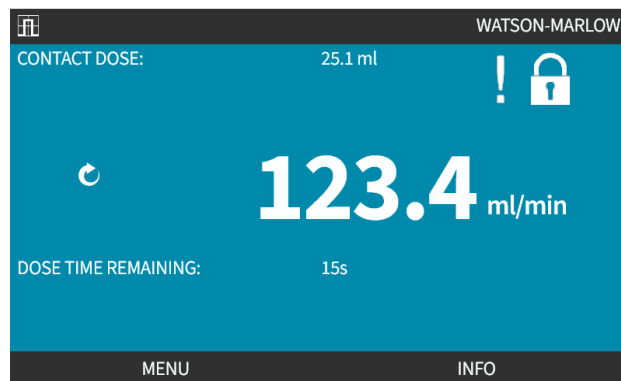 WATSON-MARLOW
CONTACT DOSE: 25.1 ml
!
123.4 ml/min
DOSE TIME REMAINING: 15s
MENU INFO